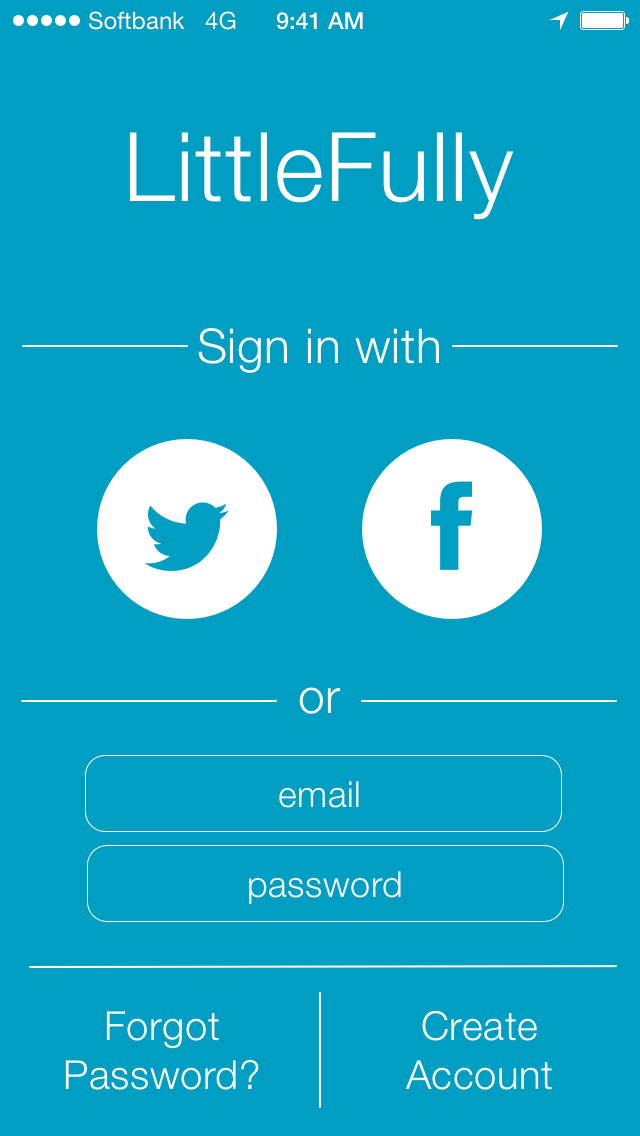 Softbank 4G 9:41 AM
LittleFully
Sign in with
or
email
password
Forgot
Password?
Create
Account